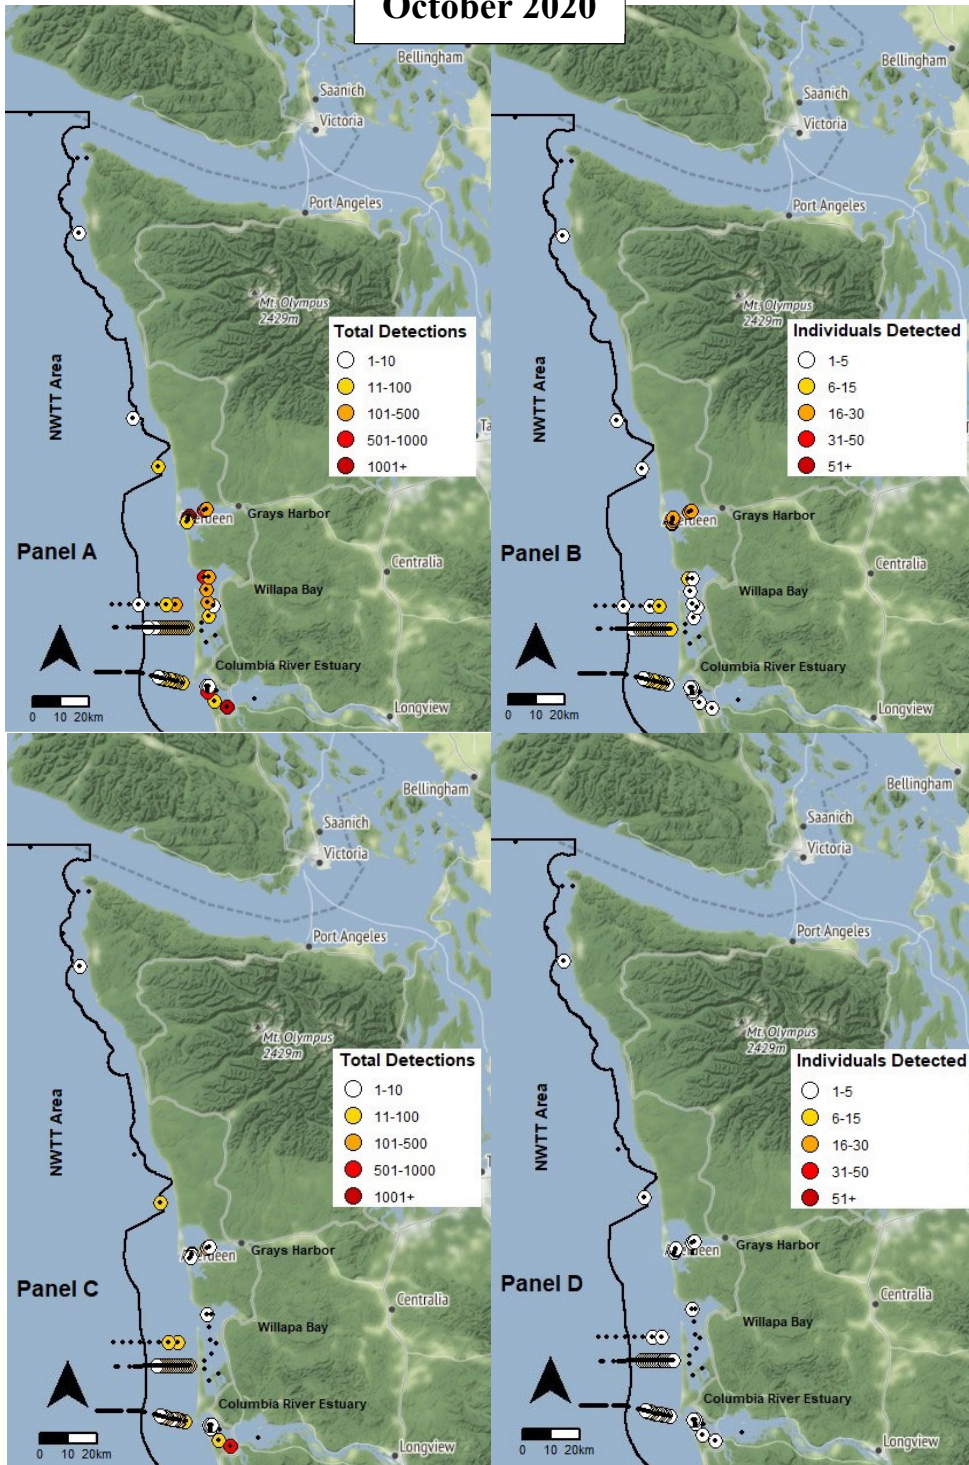 October 2020
Bellingham
Saanich
Victoria
Port Angeles
Mt. Olympus
2429m
NWTT Area
Total Detections
1-10
11-100
101-500
501-1000
1001+
Ta
Aberdeen
Grays Harbor
Panel A
Centralia
Willapa Bay
Columbia River Estuary
0 10 20km
Longview
Bellingham
Saanich
Victoria
Port Angeles
Mt. Olympus
2429m
NWTT Area
Individuals Detected
1-5
6-15
16-30
31-50
51+
Aberdeen
Grays Harbor
Panel B
Centralia
Willapa Bay
Columbia River Estuary
0 10 20km
Longview
Bellingham
Saanich
Victoria
Port Angeles
Mt. Olympus
2429m
NWTT Area
Total Detections
1-10
11-100
101-500
501-1000
1001+
Aberdeen
Grays Harbor
Panel C
Centralia
Willapa Bay
Columbia River Estuary
0 10 20km
Longview
Bellingham
Saanich
Victoria
Port Angeles
Mt. Olympus
2429m
NWTT Area
Individuals Detected
1-5
6-15
16-30
31-50
51+
Aberdeen
Grays Harbor
Panel D
Centralia
Willapa Bay
Columbia River Estuary
0 10 20km
Longview